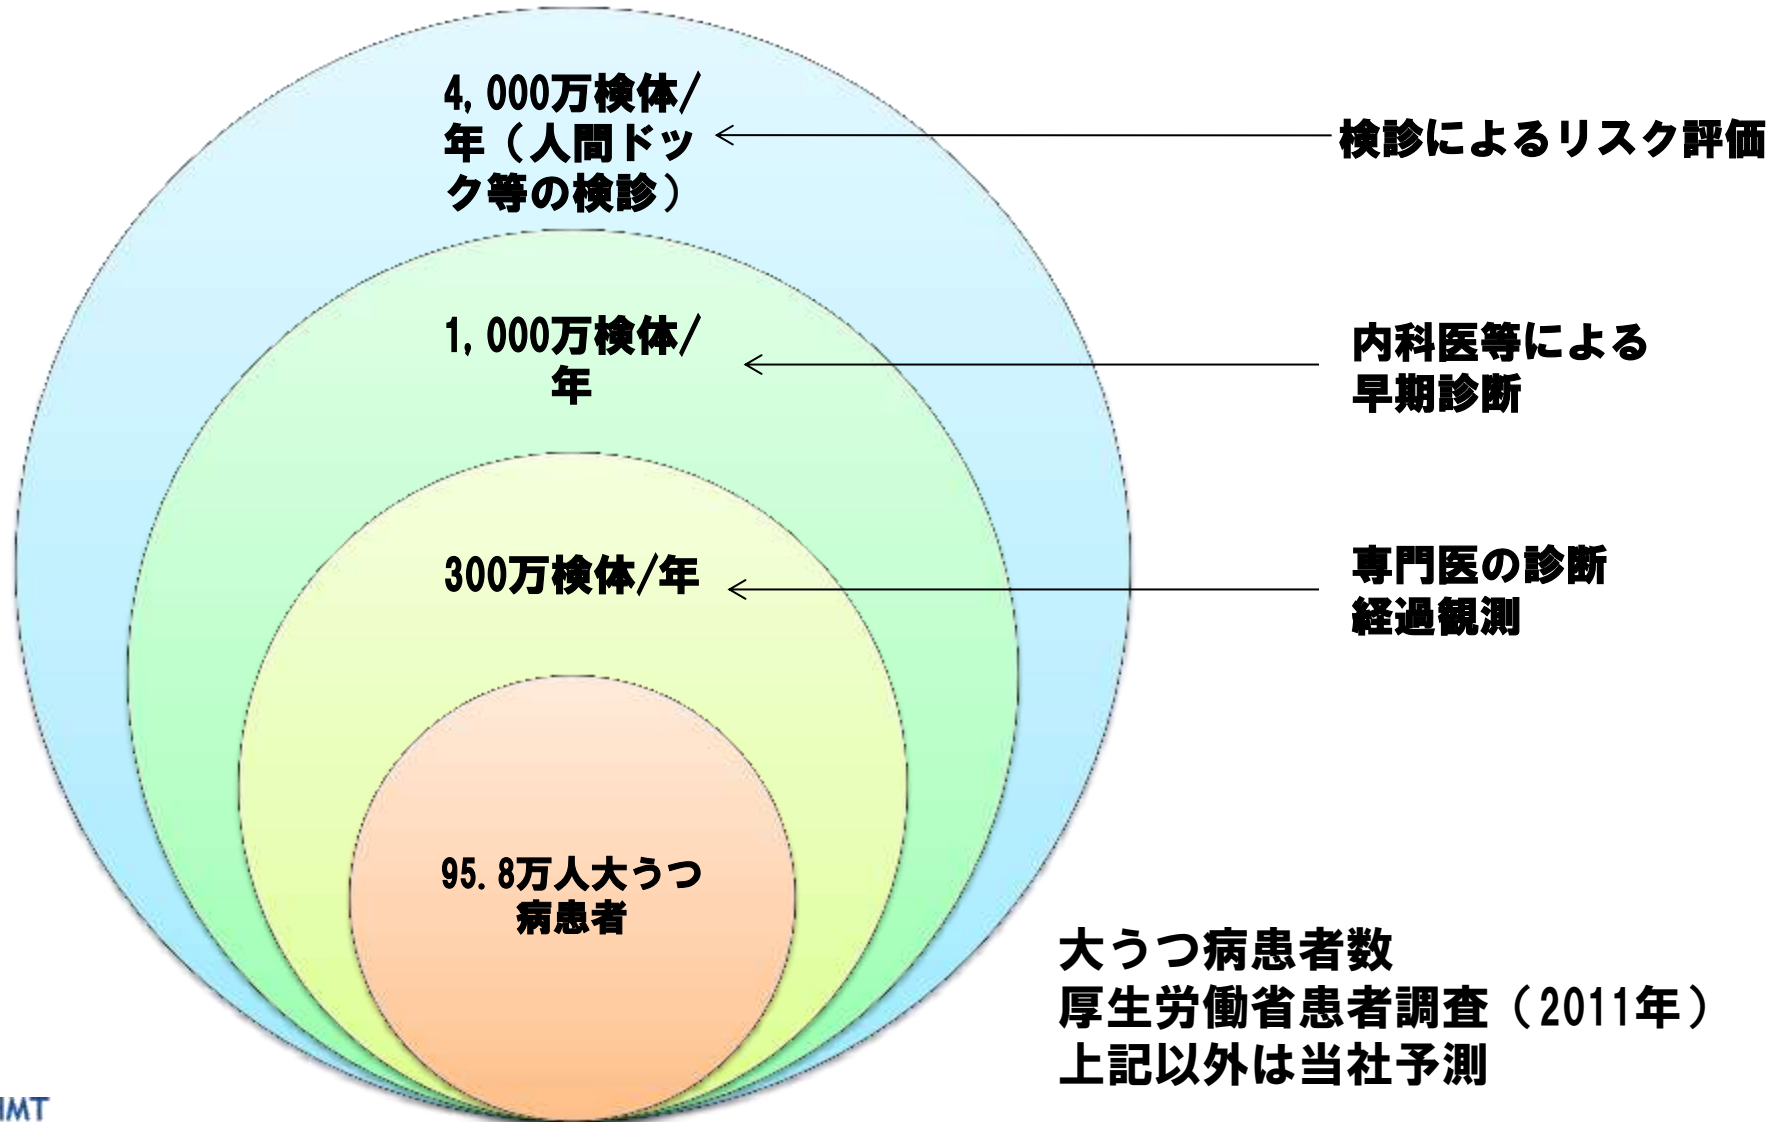 4,000万検体/
年（人間ドッ
ク等の検診）
検診によるリスク評価
1,000万検体/
年
内科医等による
早期診断
300万検体/年
専門医の診断
経過観測
95.8万人大うつ
病患者
大うつ病患者数
厚生労働省患者調査（2011年）
上記以外は当社予測